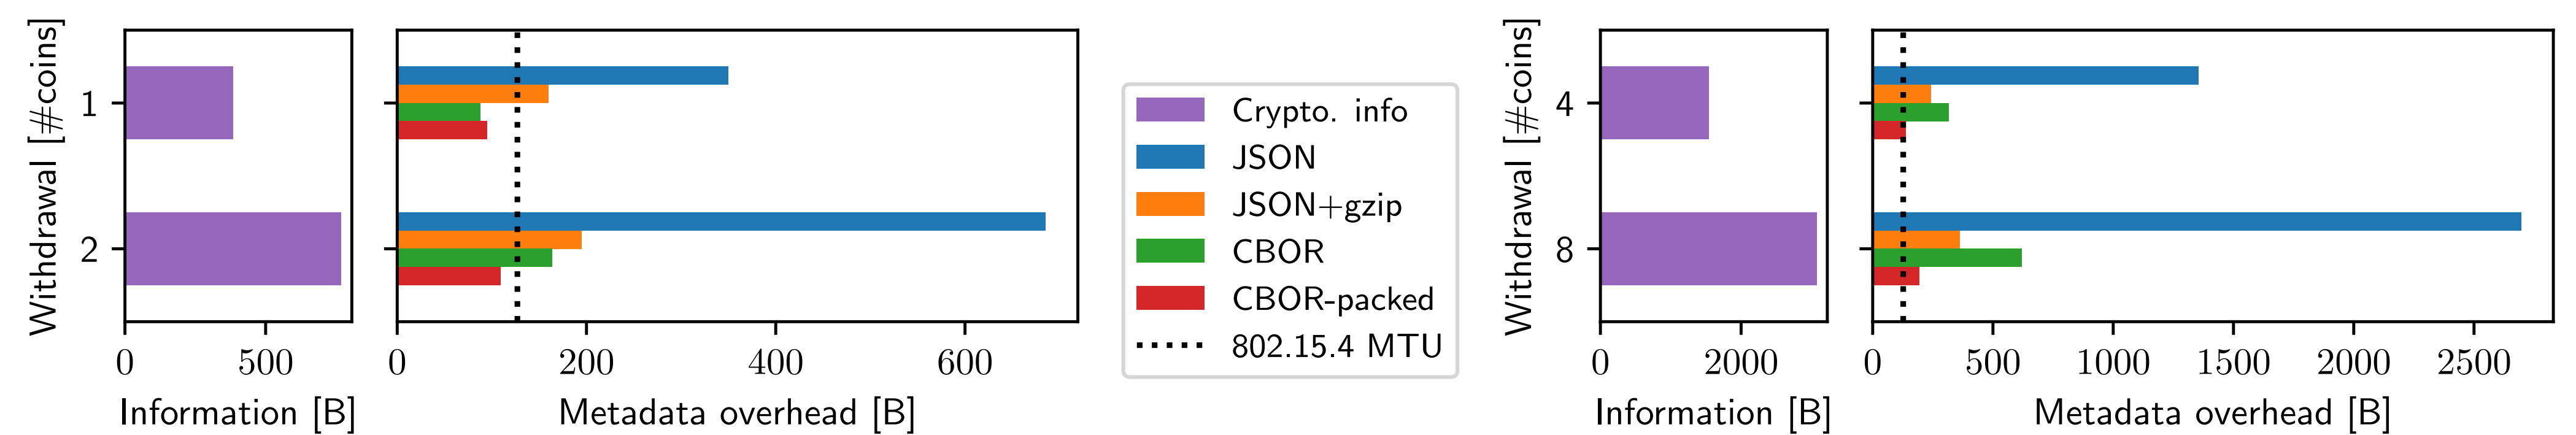 Withdrawal [#coins]
1
2
0
500
Information [B]
0
200
400
600
Metadata overhead [B]
Crypto. info
JSON
JSON+gzip
CBOR
CBOR-packed
802.15.4 MTU
Withdrawal [#coins]
4
8
0
2000
Information [B]
0
500
1000
1500
2000
2500
Metadata overhead [B]